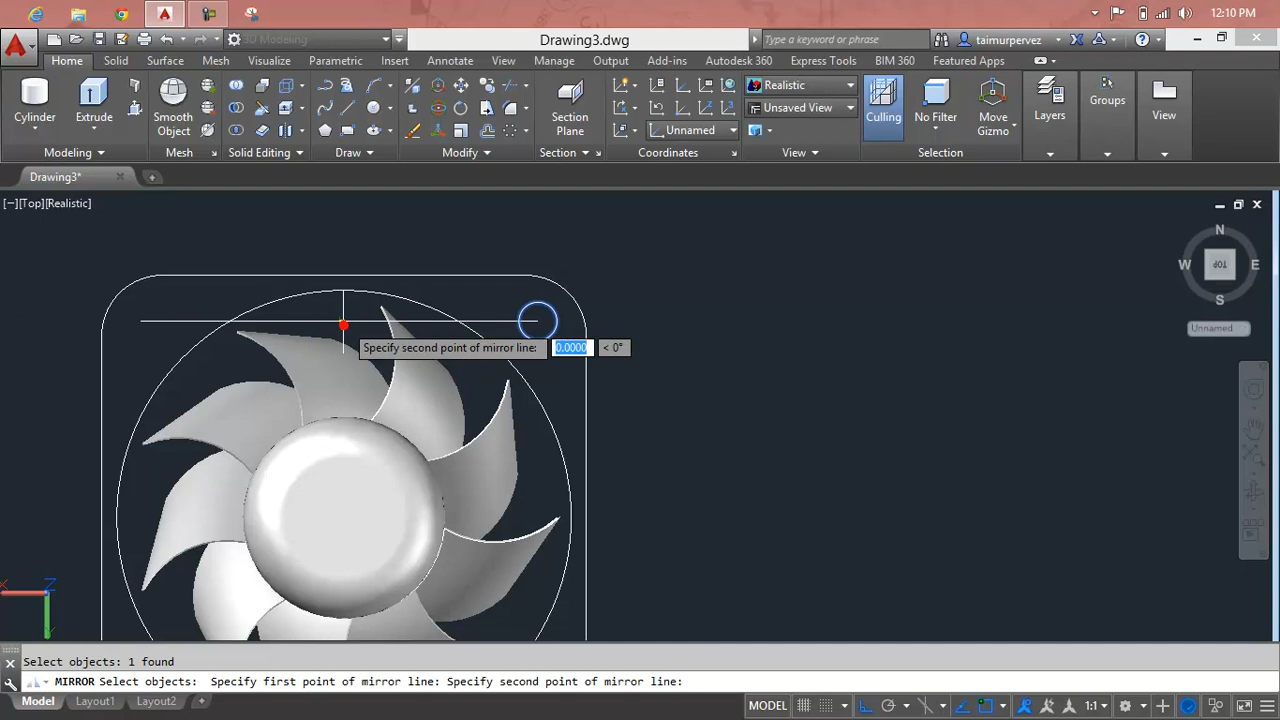 12:10 PM
3D Modeling
Drawing3.dwg
Type a keyword or phrase
taimurpervez
Home Solid Surface Mesh Visualize Parametric Insert Annotate View Manage Output Add-ins Autodesk 360 Express Tools BIM 360 Featured Apps
Cylinder Extrude Smooth Object Section Plane Realistic Unsaved View Unnamed Culling No Filter Move Gizmo Layers Groups View
Modeling Mesh Solid Editing Draw Modify Section Coordinates View Selection
Drawing3*
[−][Top][Realistic]
N
W TOP E
S
Unnamed
Specify second point of mirror line: 0.0000 < 0°
X Z
Y
Select objects: 1 found
MIRROR Select objects: Specify first point of mirror line: Specify second point of mirror line:
Model Layout1 Layout2 MODEL 1:1